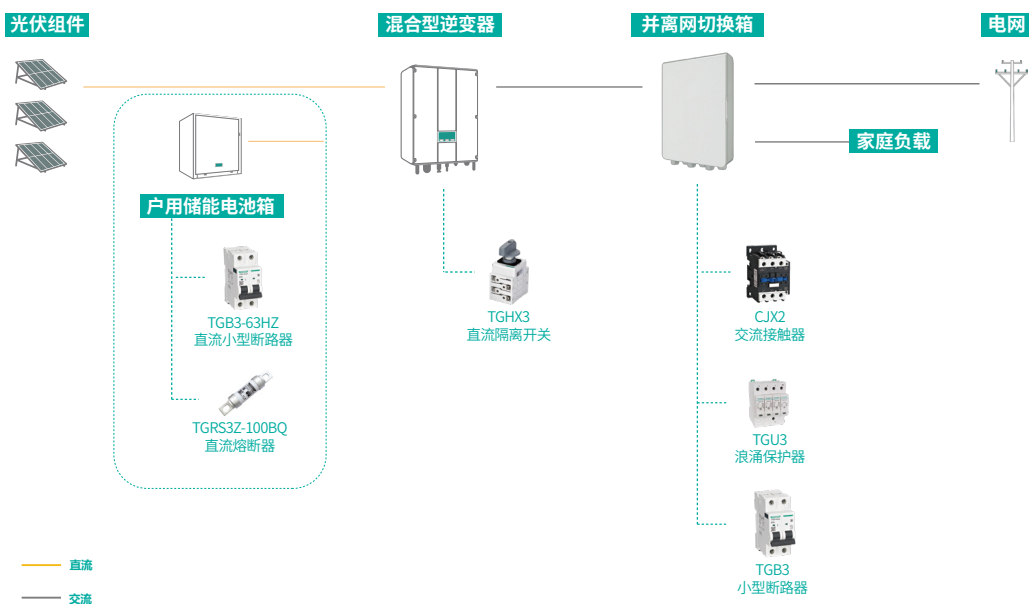 光伏组件
混合型逆变器
并离网切换箱
电网
家庭负载
户用储能电池箱
TGB3-63HZ
直流小型断路器
TGRS3Z-100BQ
直流熔断器
TGHX3
直流隔离开关
CJX2
交流接触器
TGU3
浪涌保护器
TGB3
小型断路器
直流
交流